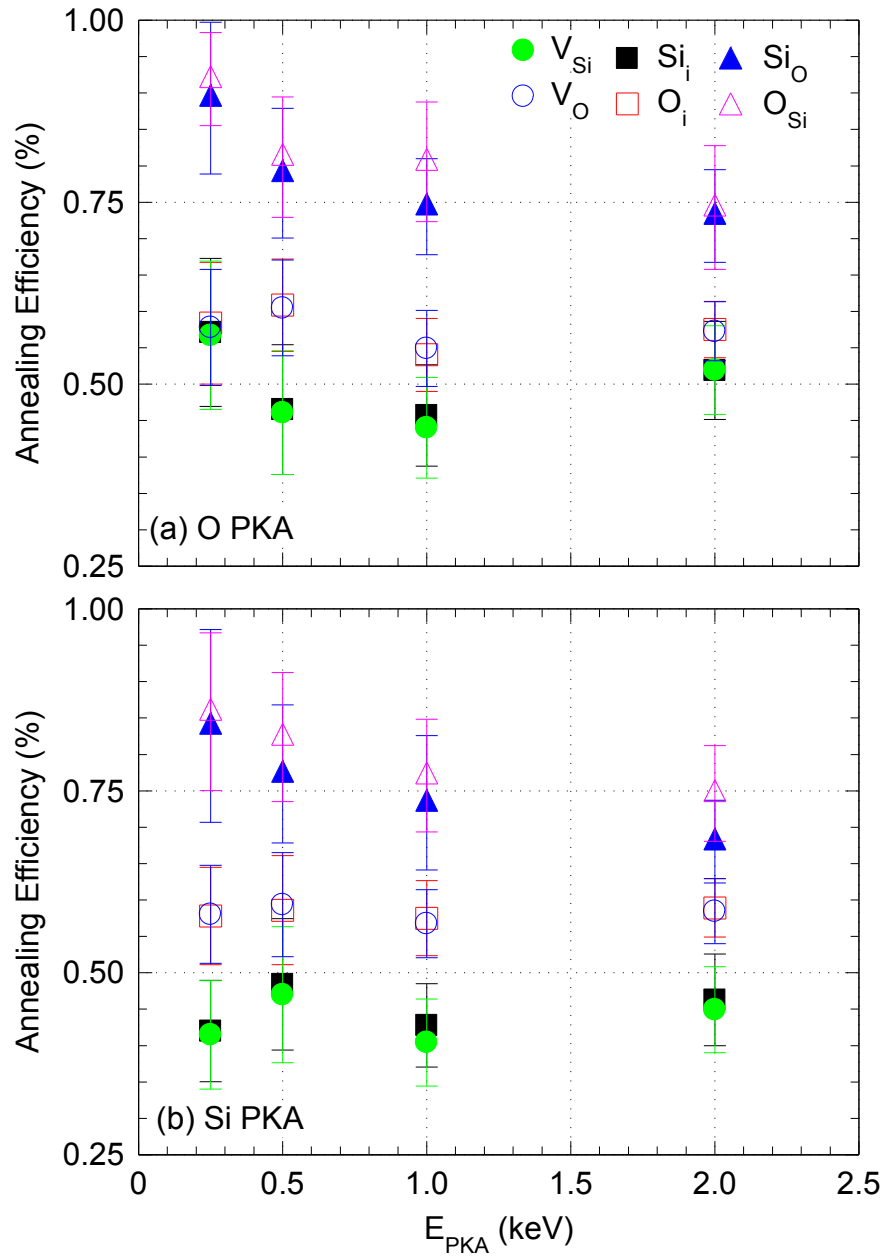 1.00
V_Si Si_i Si_O
V_O O_i O_Si
0.75
Annealing Efficiency (%)
0.50
(a) O PKA
0.25
1.00
0.75
Annealing Efficiency (%)
0.50
(b) Si PKA
0.25
0 0.5 1.0 1.5 2.0 2.5
E_PKA (keV)